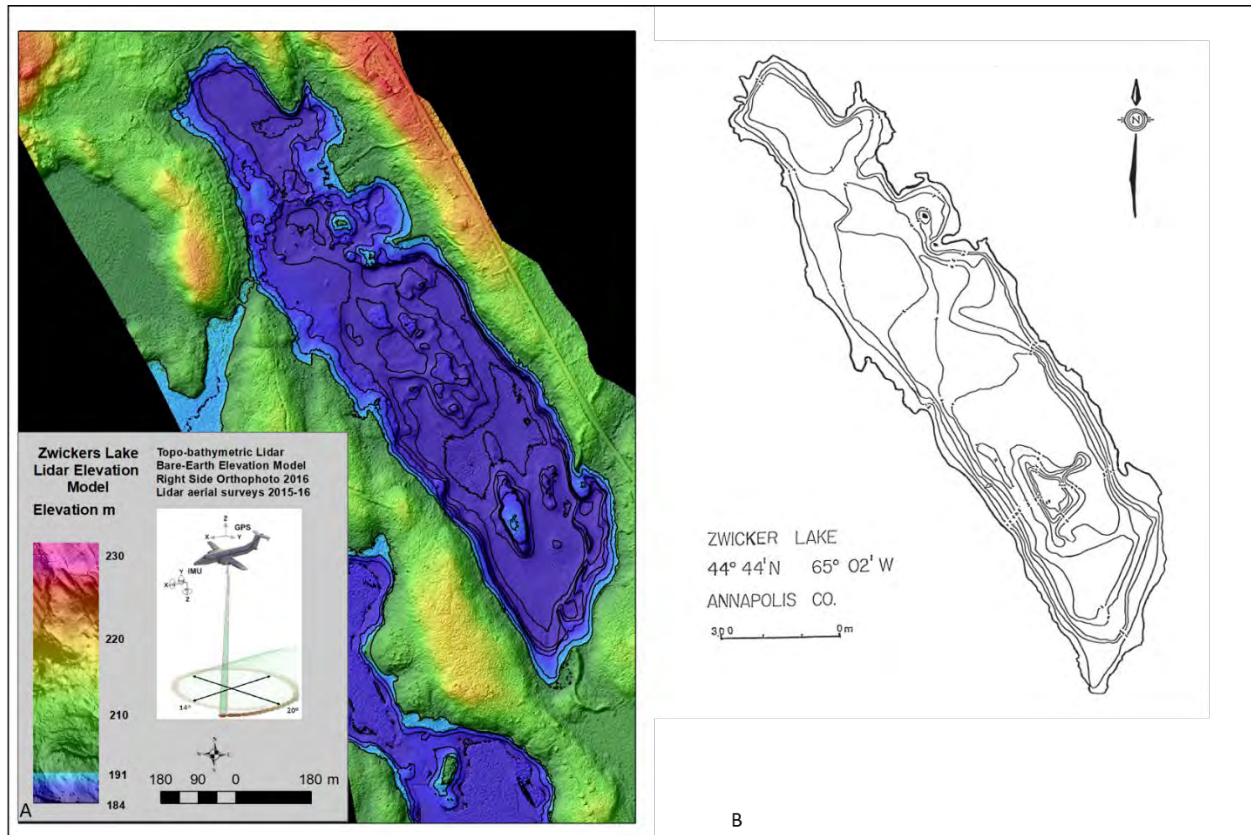 Zwickers Lake
Lidar Elevation
Model
Elevation m
230
220
210
191
184
Topo-bathymetric Lidar
Bare-Earth Elevation Model
Right Side Orthophoto 2016
Lidar aerial surveys 2015-16
Z
GPS
X
Y
IMU
Y
X
Z
14°
20°
N
180 90 0 180 m
A
N
ZWICKER LAKE
44° 44'N 65° 02' W
ANNAPOLIS CO.
300 0m
B